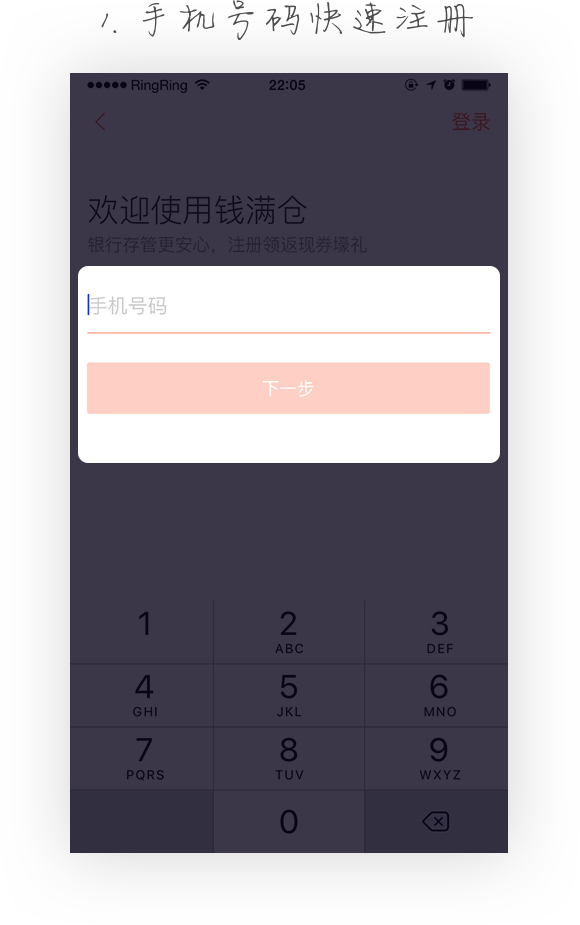 1. 手机号码快速注册
RingRing 22:05
登录
欢迎使用钱满仓
银行存管更安心，注册领返现券壕礼
手机号码
下一步
1 2 3
ABC DEF
4 5 6
GHI JKL MNO
7 8 9
PQRS TUV WXYZ
0